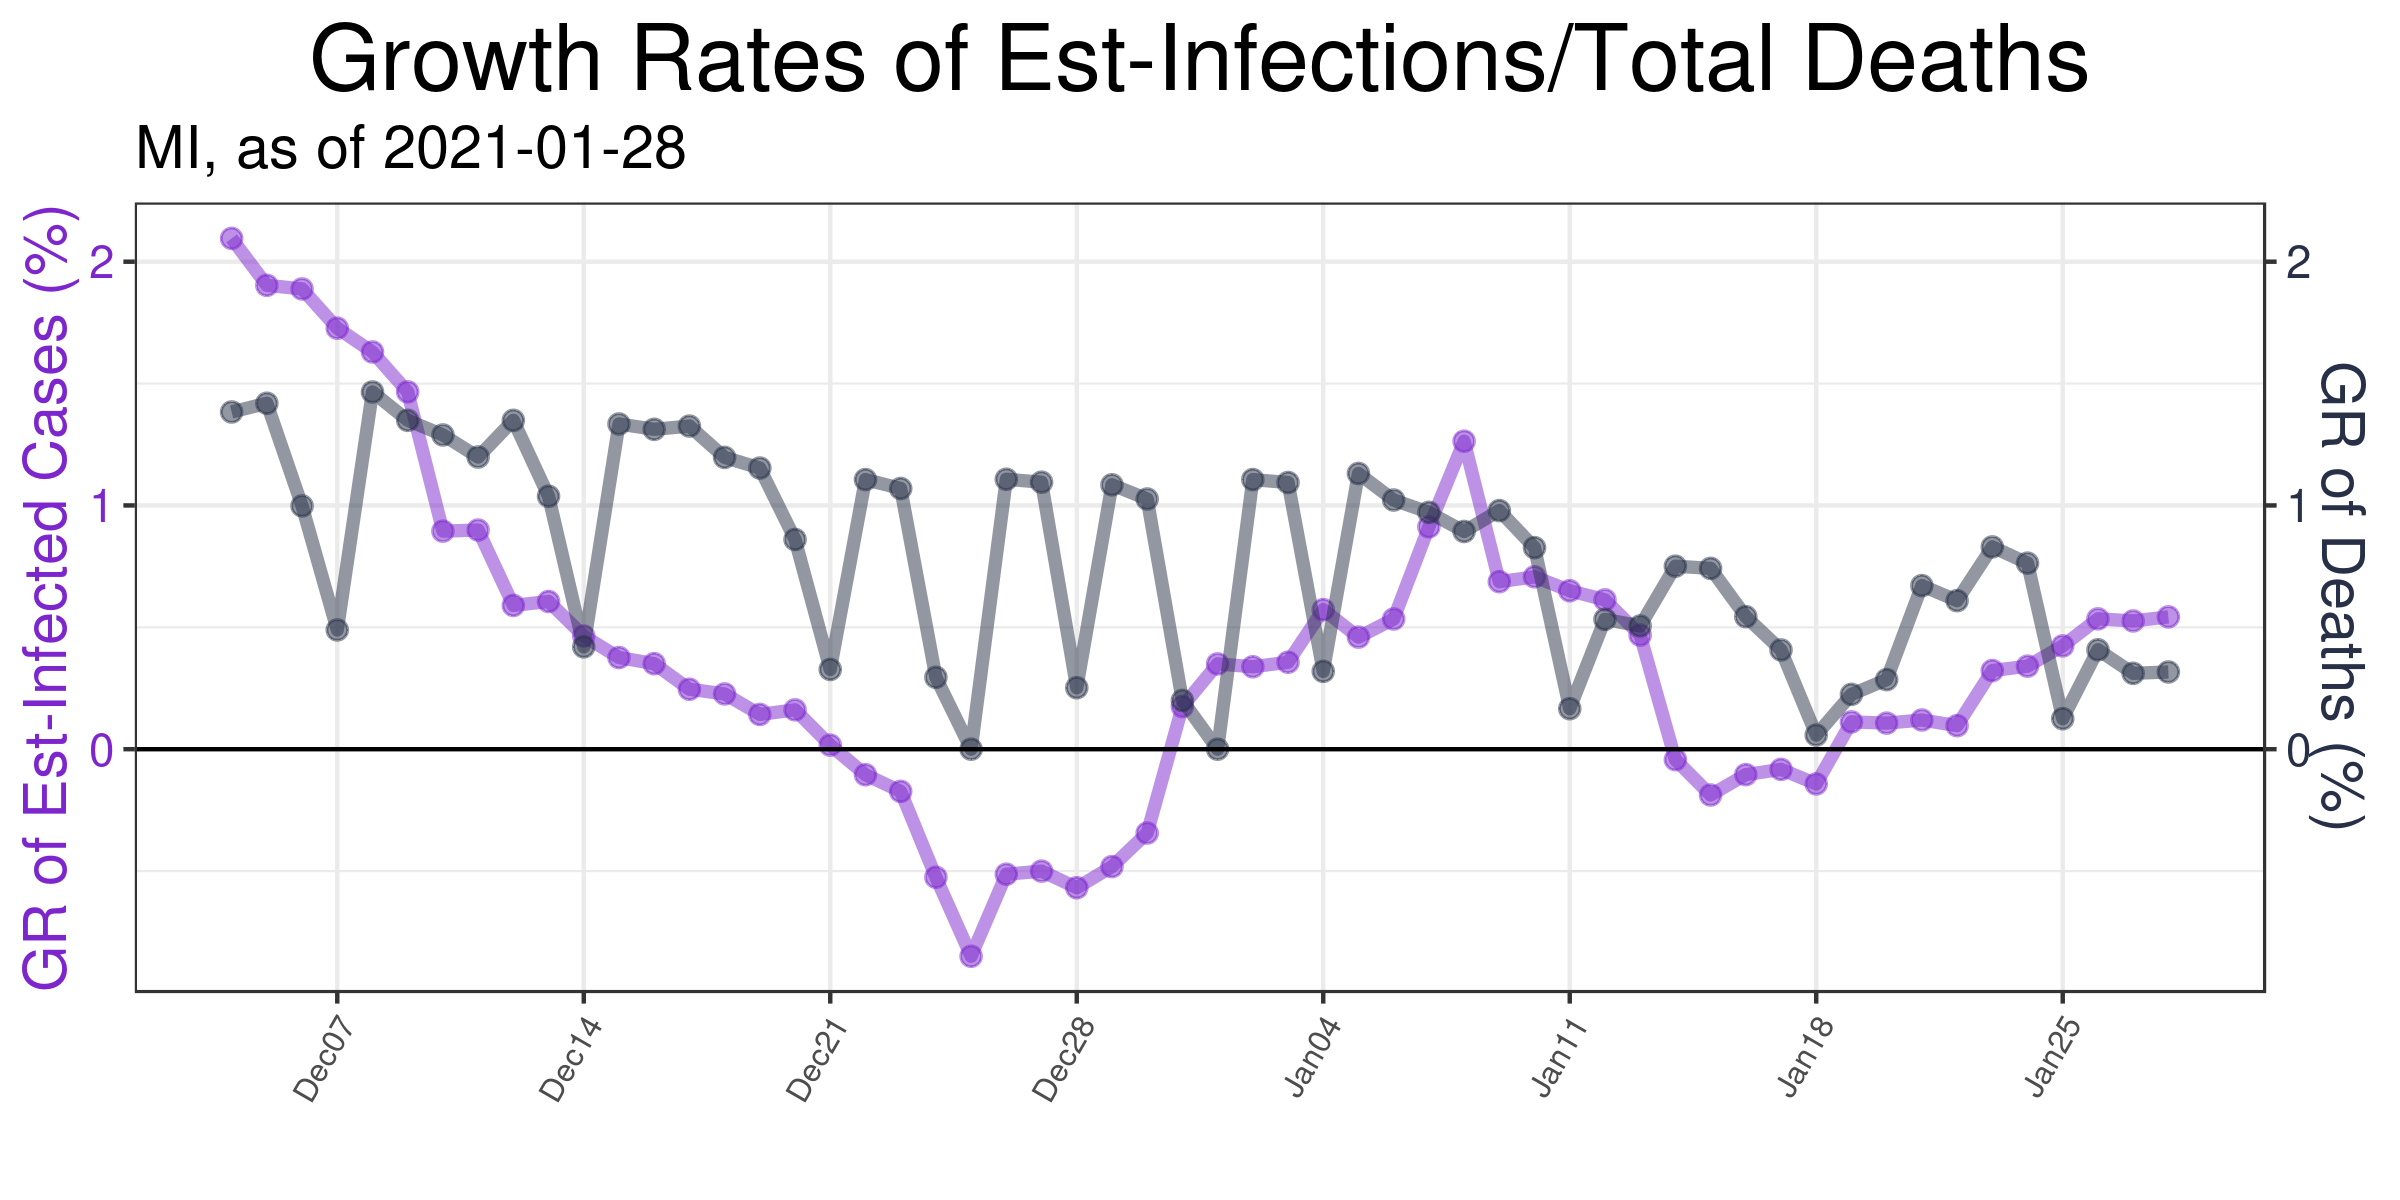 Growth Rates of Est-Infections/Total Deaths
MI, as of 2021-01-28
GR of Est-Infected Cases (%)
2
1
0
2
1
0
GR of Deaths (%)
Dec07
Dec14
Dec21
Dec28
Jan04
Jan11
Jan18
Jan25